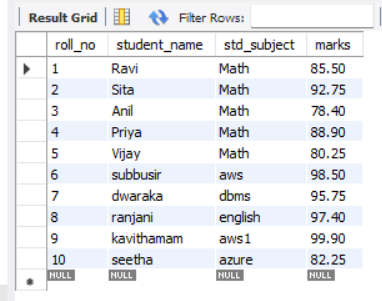 Result Grid Filter Rows:
roll_no student_name std_subject marks
1 Ravi Math 85.50
2 Sita Math 92.75
3 Anil Math 78.40
4 Priya Math 88.90
5 Vijay Math 80.25
6 subbusir aws 98.50
7 dwaraka dbms 95.75
8 ranjani english 97.40
9 kavithamam aws1 99.90
10 seetha azure 82.25
NULL NULL NULL NULL